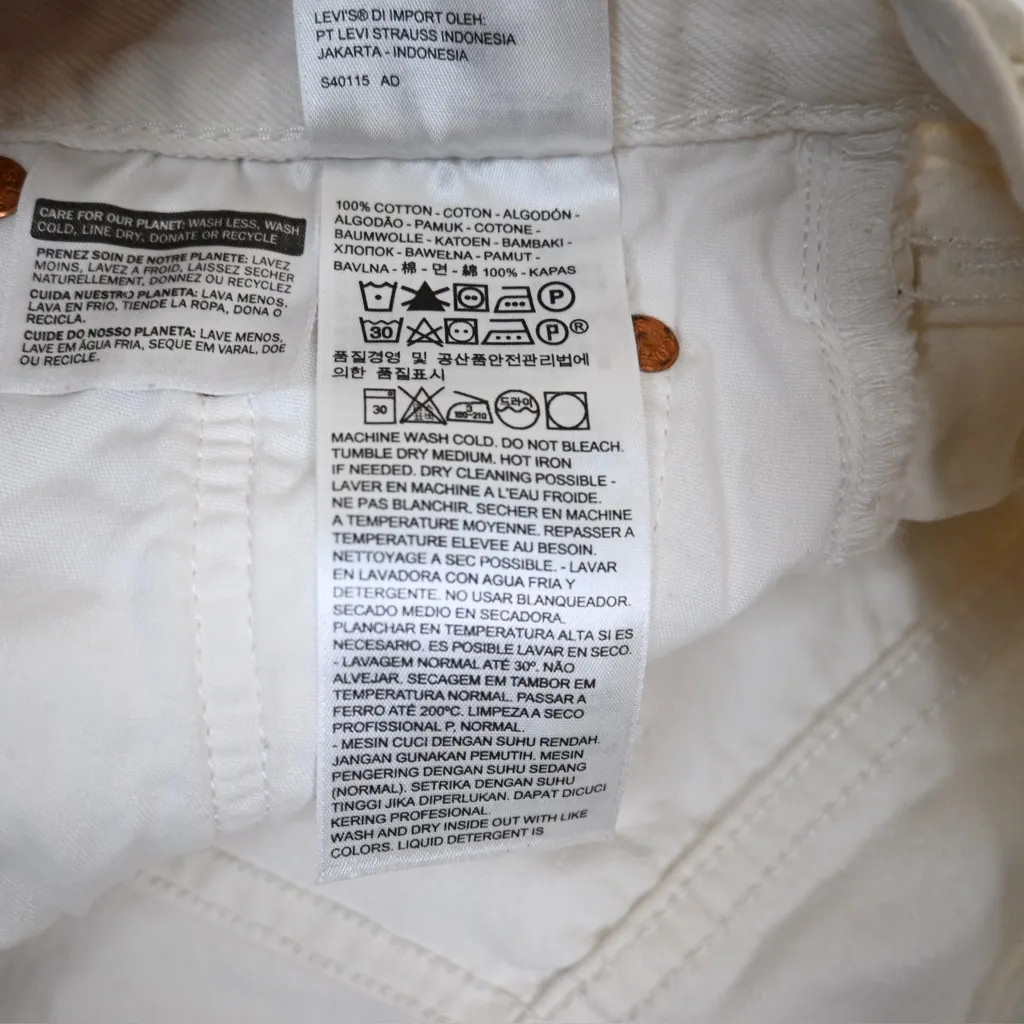 LEVI'S® DI IMPORT OLEH:
PT LEVI STRAUSS INDONESIA
JAKARTA - INDONESIA
S40115 AD
CARE FOR OUR PLANET: WASH LESS, WASH
COLD, LINE DRY, DONATE OR RECYCLE
PRENEZ SOIN DE NOTRE PLANETE: LAVEZ
MOINS, LAVEZ A FROID, LAISSEZ SECHER
NATURELLEMENT, DONNEZ OU RECYCLEZ
CUIDA NUESTRO PLANETA: LAVA MENOS,
LAVA EN FRIO, TIENDE LA ROPA, DONA O
RECICLA.
CUIDE DO NOSSO PLANETA: LAVE MENOS,
LAVE EM ÁGUA FRIA, SEQUE EM VARAL, DOE
OU RECICLE.
100% COTTON - COTON - ALGODÓN -
ALGODÃO - PAMUK - COTONE -
BAUMWOLLE - KATOEN - BAMBAKI -
ХЛОПОК - BAWEŁNA - PAMUT -
BAVLNA - 棉 - 면 - 綿 100% - KAPAS
P
30 P®
품질경영 및 공산품안전관리법에
의한 품질표시
30 3 180~210 드라이
MACHINE WASH COLD. DO NOT BLEACH.
TUMBLE DRY MEDIUM. HOT IRON
IF NEEDED. DRY CLEANING POSSIBLE -
LAVER EN MACHINE A L'EAU FROIDE.
NE PAS BLANCHIR. SECHER EN MACHINE
A TEMPERATURE MOYENNE. REPASSER A
TEMPERATURE ELEVEE AU BESOIN.
NETTOYAGE A SEC POSSIBLE. - LAVAR
EN LAVADORA CON AGUA FRIA Y
DETERGENTE. NO USAR BLANQUEADOR.
SECADO MEDIO EN SECADORA.
PLANCHAR EN TEMPERATURA ALTA SI ES
NECESARIO. ES POSIBLE LAVAR EN SECO.
- LAVAGEM NORMAL ATÉ 30º. NÃO
ALVEJAR. SECAGEM EM TAMBOR EM
TEMPERATURA NORMAL. PASSAR A
FERRO ATÉ 200ºC. LIMPEZA A SECO
PROFISSIONAL P, NORMAL.
- MESIN CUCI DENGAN SUHU RENDAH.
JANGAN GUNAKAN PEMUTIH. MESIN
PENGERING DENGAN SUHU SEDANG
(NORMAL). SETRIKA DENGAN SUHU
TINGGI JIKA DIPERLUKAN. DAPAT DICUCI
KERING PROFESIONAL.
WASH AND DRY INSIDE OUT WITH LIKE
COLORS. LIQUID DETERGENT IS